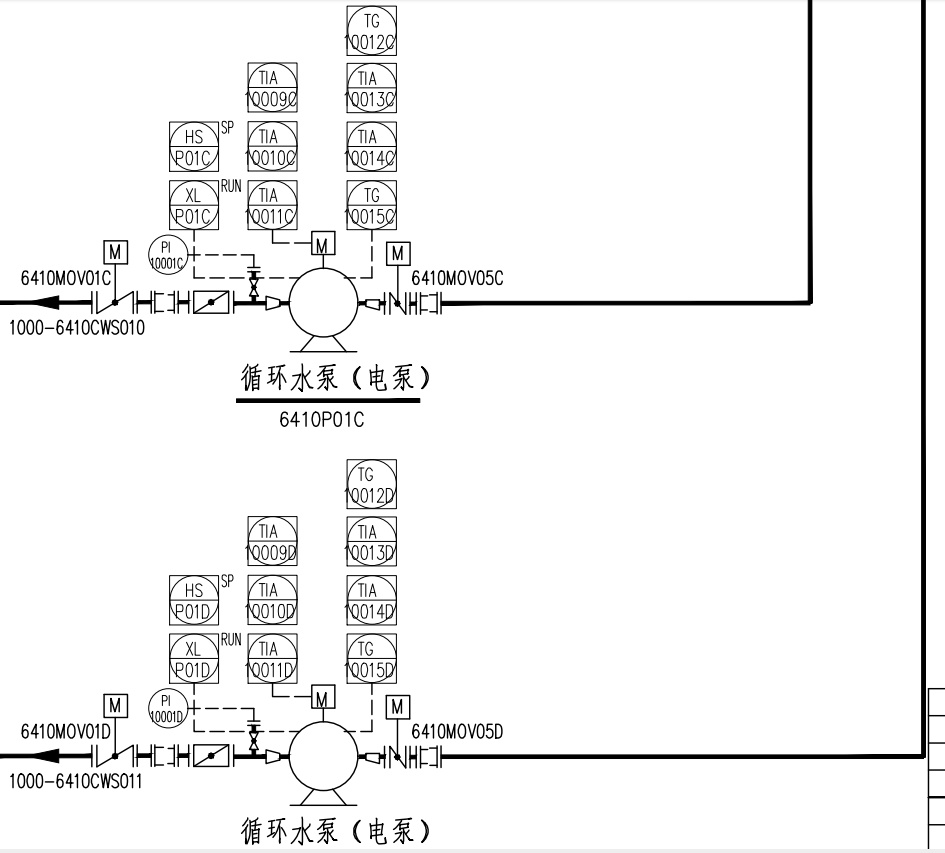 TG
10012C
TIA
10009C
TIA
10013C
HS
P01C
SP
TIA
10010C
TIA
10014C
XL
P01C
RUN
TIA
10011C
TG
10015C
PI
10001C
M
M
M
6410MOV01C
6410MOV05C
1000-6410CWS010
循环水泵（电泵）
6410P01C
TG
10012D
TIA
10009D
TIA
10013D
HS
P01D
SP
TIA
10010D
TIA
10014D
XL
P01D
RUN
TIA
10011D
TG
10015D
PI
10001D
M
M
M
6410MOV01D
6410MOV05D
1000-6410CWS011
循环水泵（电泵）